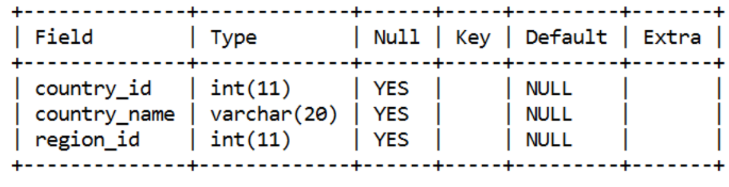 +--------------+-------------+------+-----+---------+-------+
| Field        | Type        | Null | Key | Default | Extra |
+--------------+-------------+------+-----+---------+-------+
| country_id   | int(11)     | YES  |     | NULL    |       |
| country_name | varchar(20) | YES  |     | NULL    |       |
| region_id    | int(11)     | YES  |     | NULL    |       |
+--------------+-------------+------+-----+---------+-------+